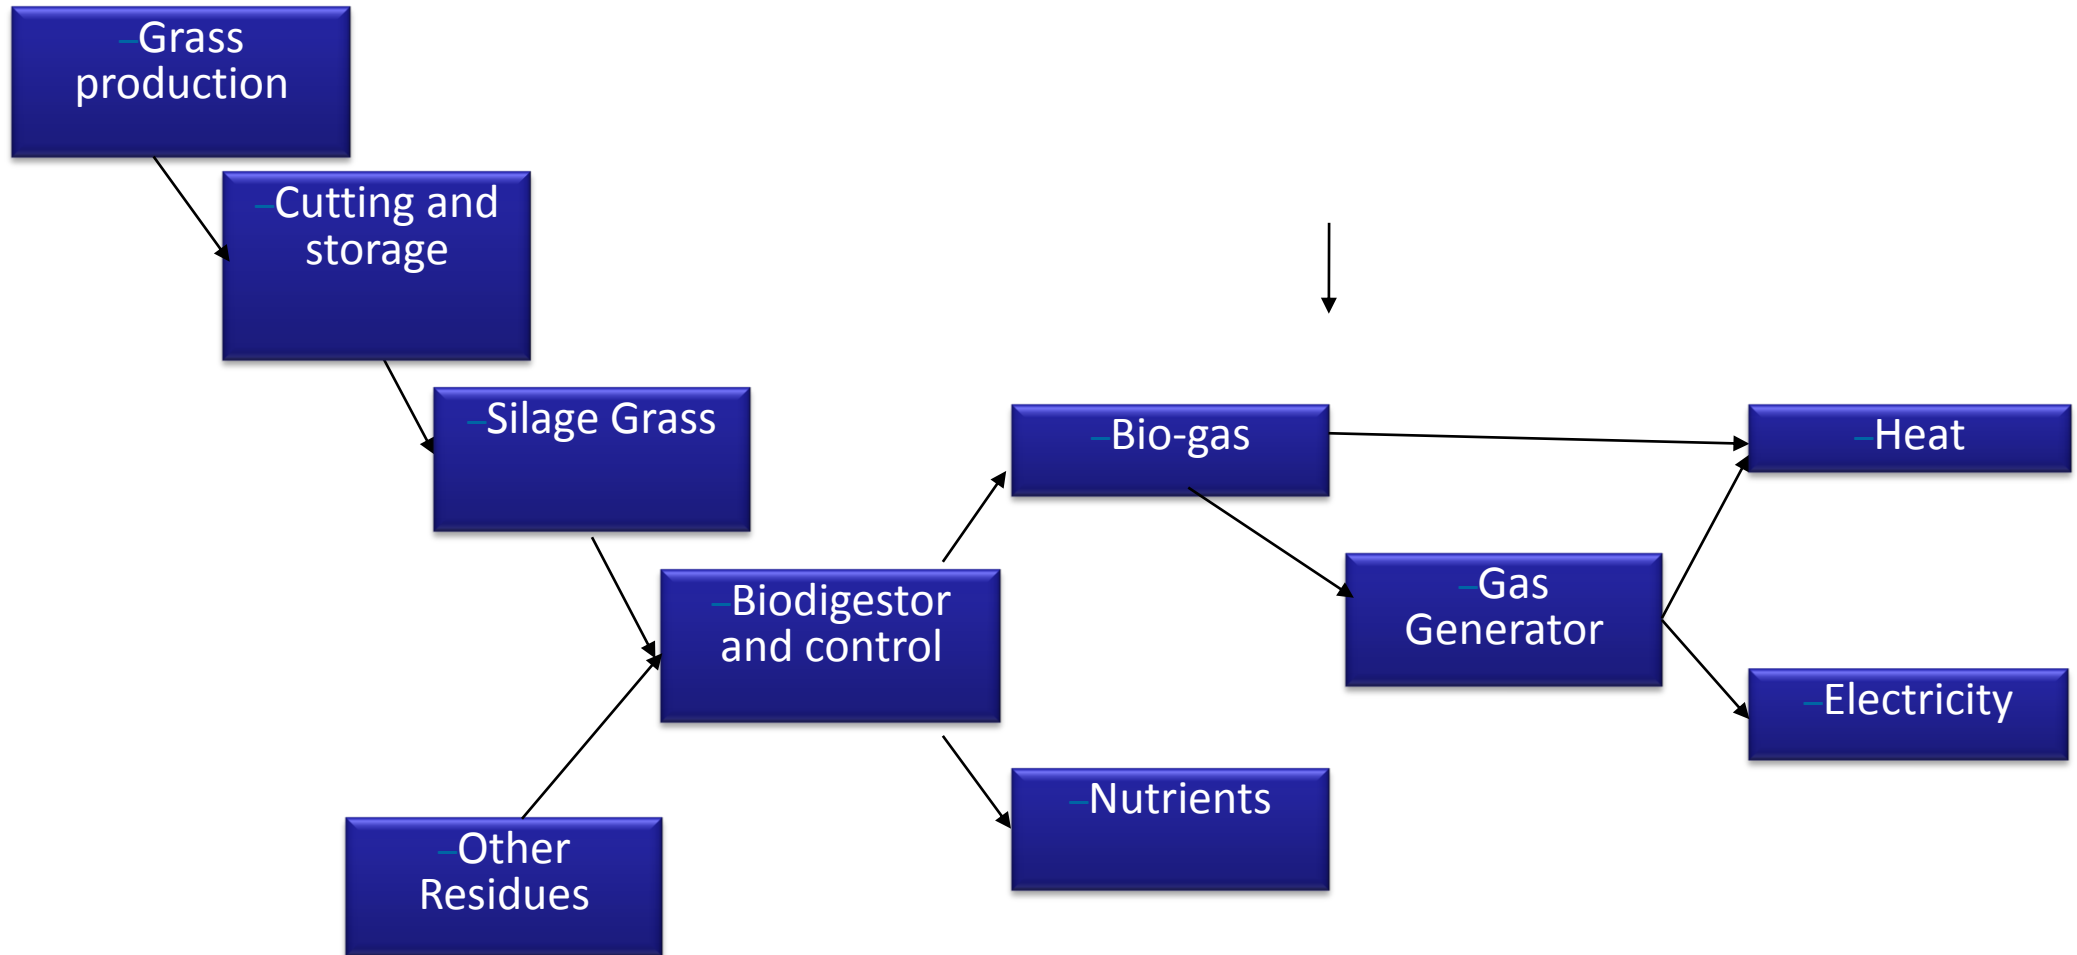 –Grass
production
–Cutting and
storage
–Silage Grass
–Bio-gas
–Heat
–Biodigestor
and control
–Gas
Generator
–Electricity
–Nutrients
–Other
Residues